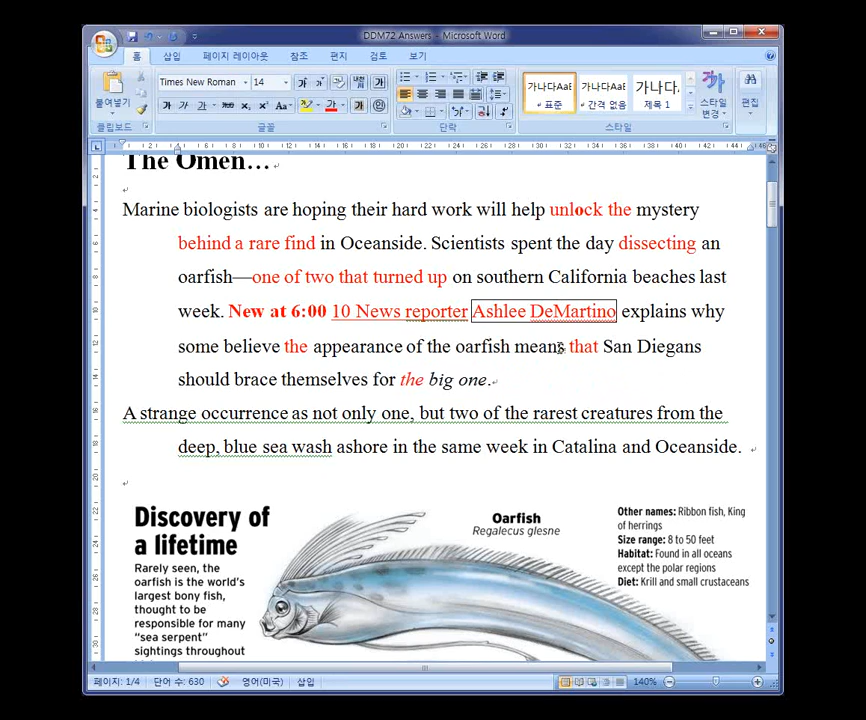 DDM72 Answers - Microsoft Word
홈 삽입 페이지 레이아웃 참조 편지 검토 보기
붙여넣기
Times New Roman 14
가나다AaB 가나다AaB 가나다
표준 간격 없음 제목 1
스타일 변경
편집
클립보드 글꼴 단락 스타일
The Omen…
Marine biologists are hoping their hard work will help unlock the mystery
behind a rare find in Oceanside. Scientists spent the day dissecting an
oarfish—one of two that turned up on southern California beaches last
week. New at 6:00 10 News reporter Ashlee DeMartino explains why
some believe the appearance of the oarfish means that San Diegans
should brace themselves for the big one.
A strange occurrence as not only one, but two of the rarest creatures from the
deep, blue sea wash ashore in the same week in Catalina and Oceanside.
Discovery of
a lifetime
Rarely seen, the
oarfish is the world's
largest bony fish,
thought to be
responsible for many
“sea serpent”
sightings throughout
Oarfish
Regalecus glesne
Other names: Ribbon fish, King
of herrings
Size range: 8 to 50 feet
Habitat: Found in all oceans
except the polar regions
Diet: Krill and small crustaceans
페이지: 1/4 단어 수: 630 영어(미국) 삽입 140%